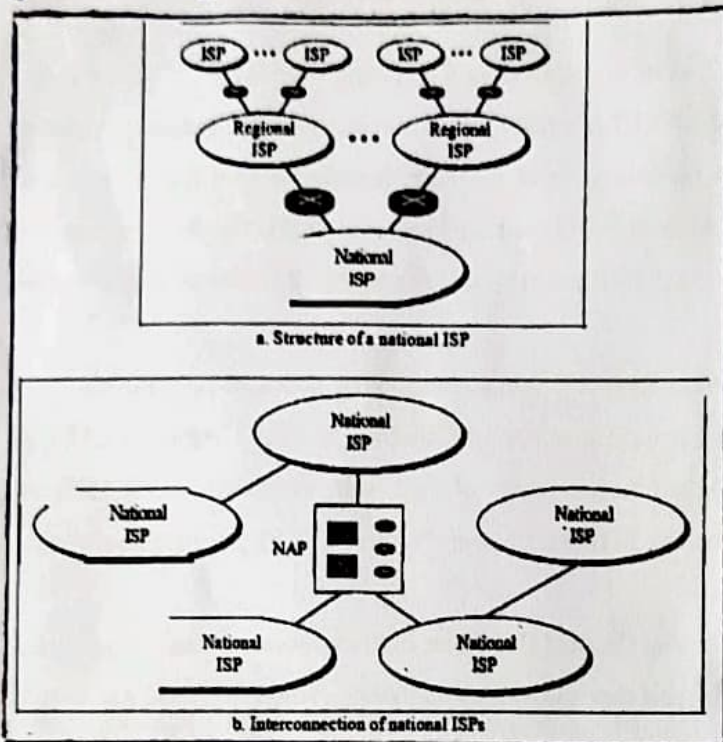 ISP ••• ISP ISP ••• ISP
Regional ISP ••• Regional ISP
National ISP
a. Structure of a national ISP
National ISP
National ISP
National ISP
NAP
National ISP
National ISP
b. Interconnection of national ISPs